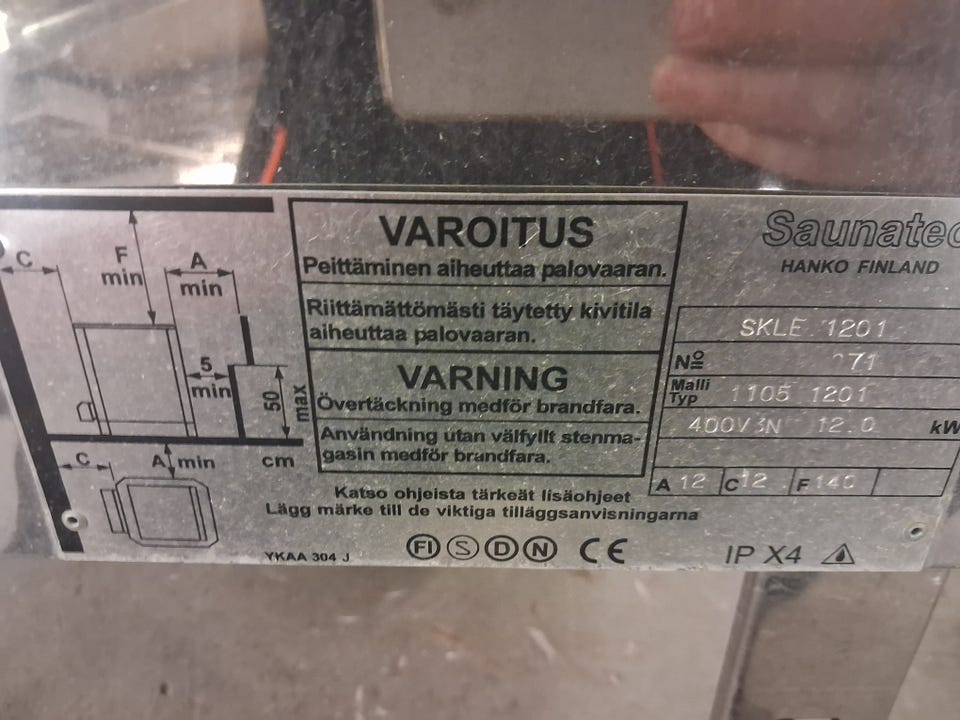 C
F
min
A
min
5
min
50
max
C
A min
cm
YKAA 304 J
VAROITUS
Peittäminen aiheuttaa palovaaran.
Riittämättömästi täytetty kivitila
aiheuttaa palovaaran.
VARNING
Övertäckning medför brandfara.
Användning utan välfyllt stenma-
gasin medför brandfara.
Katso ohjeista tärkeät lisäohjeet
Lägg märke till de viktiga tilläggsanvisningarna
FI S D N CE
Saunatec
HANKO FINLAND
SKLE 1201
Nº 71
Malli
Typ 1105 1201
400V3N 12.0 kW
A 12 C 12 F 140
IP X4